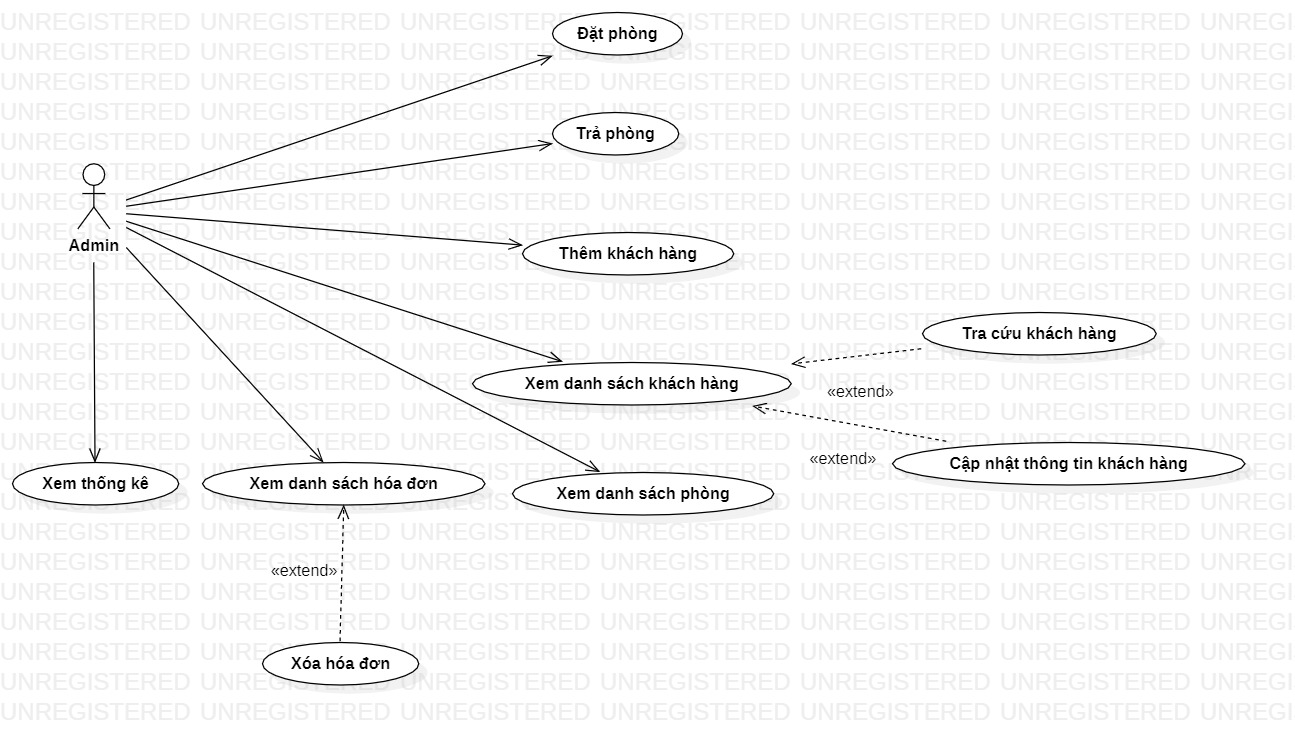 Đặt phòng
Trả phòng
Admin
Thêm khách hàng
Tra cứu khách hàng
Xem danh sách khách hàng
«extend»
«extend»
Cập nhật thông tin khách hàng
Xem thống kê
Xem danh sách hóa đơn
Xem danh sách phòng
«extend»
Xóa hóa đơn
UNREGISTERED